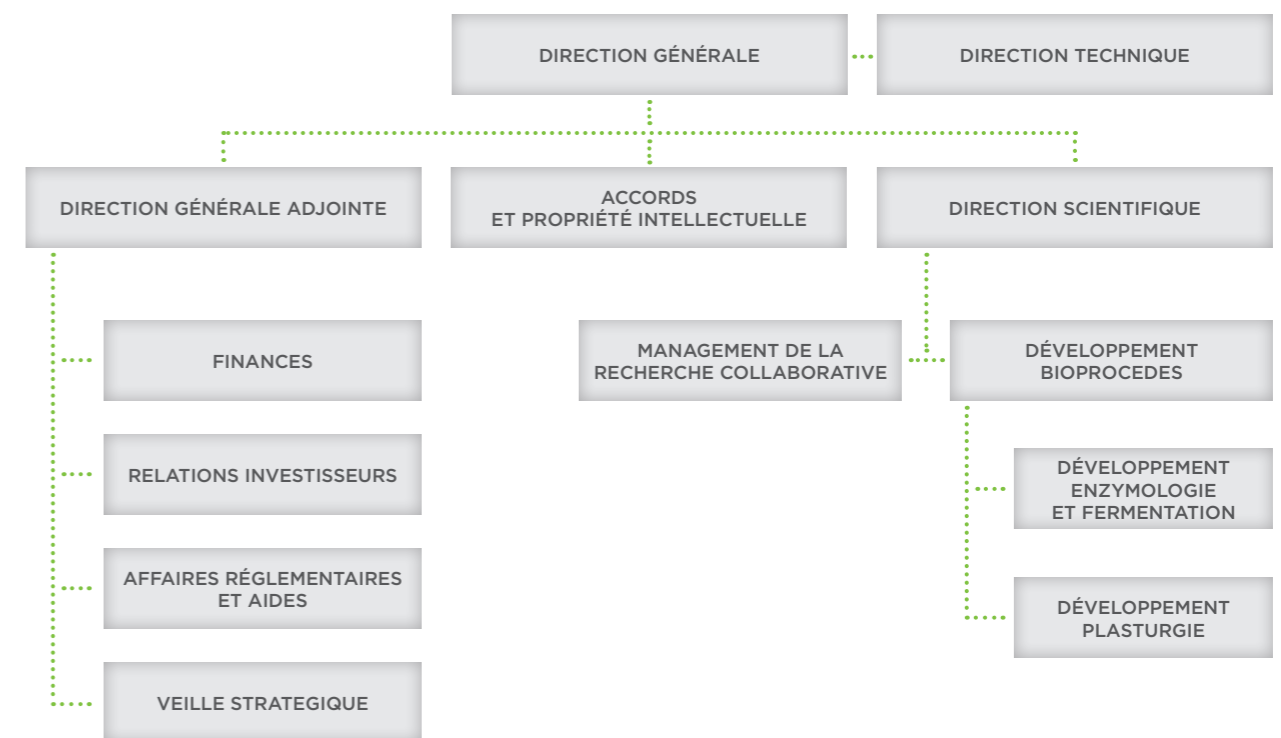 DIRECTION GÉNÉRALE
DIRECTION TECHNIQUE
DIRECTION GÉNÉRALE ADJOINTE
ACCORDS
ET PROPRIÉTÉ INTELLECTUELLE
DIRECTION SCIENTIFIQUE
FINANCES
RELATIONS INVESTISSEURS
AFFAIRES RÉGLEMENTAIRES
ET AIDES
VEILLE STRATEGIQUE
MANAGEMENT DE LA
RECHERCHE COLLABORATIVE
DÉVELOPPEMENT
BIOPROCEDES
DÉVELOPPEMENT
ENZYMOLOGIE
ET FERMENTATION
DÉVELOPPEMENT
PLASTURGIE